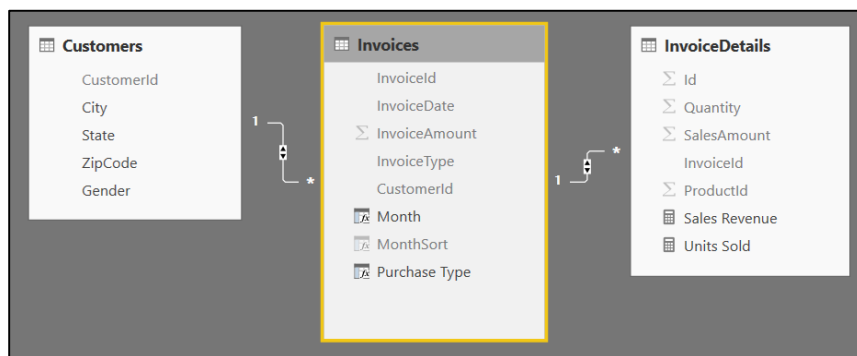 Customers
CustomerId
City
State
ZipCode
Gender
1
*
Invoices
InvoiceId
InvoiceDate
InvoiceAmount
InvoiceType
CustomerId
Month
MonthSort
Purchase Type
1
*
InvoiceDetails
Id
Quantity
SalesAmount
InvoiceId
ProductId
Sales Revenue
Units Sold